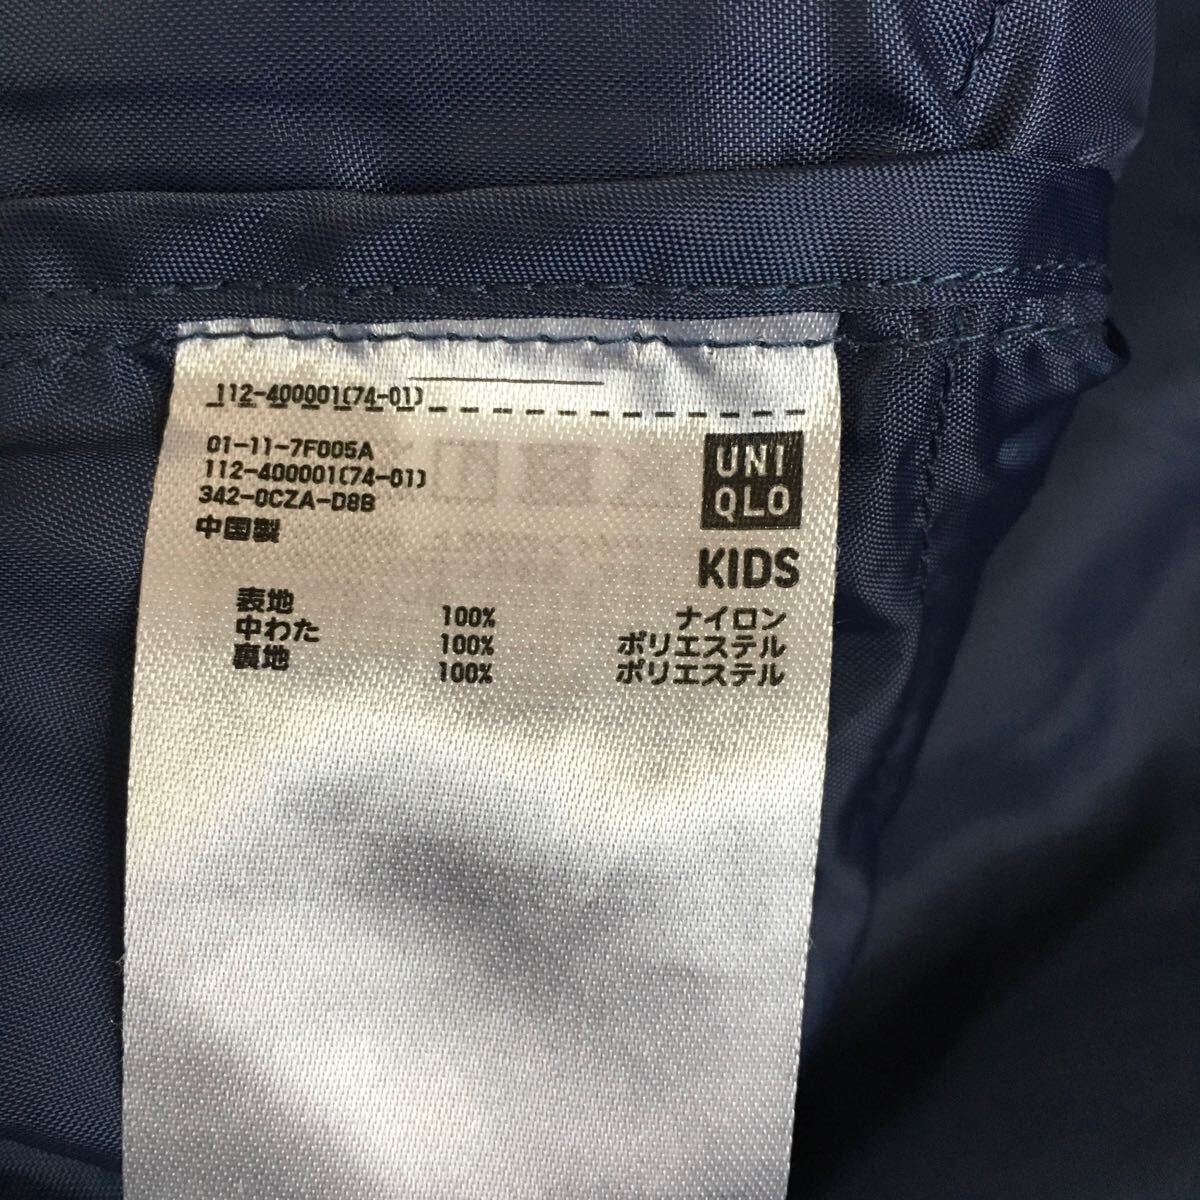 112-400001(74-01)
01-11-7F005A
112-400001(74-01)
342-0CZA-D8B
中国製
UNI
QLO
KIDS
表地 100% ナイロン
中わた 100% ポリエステル
裏地 100% ポリエステル